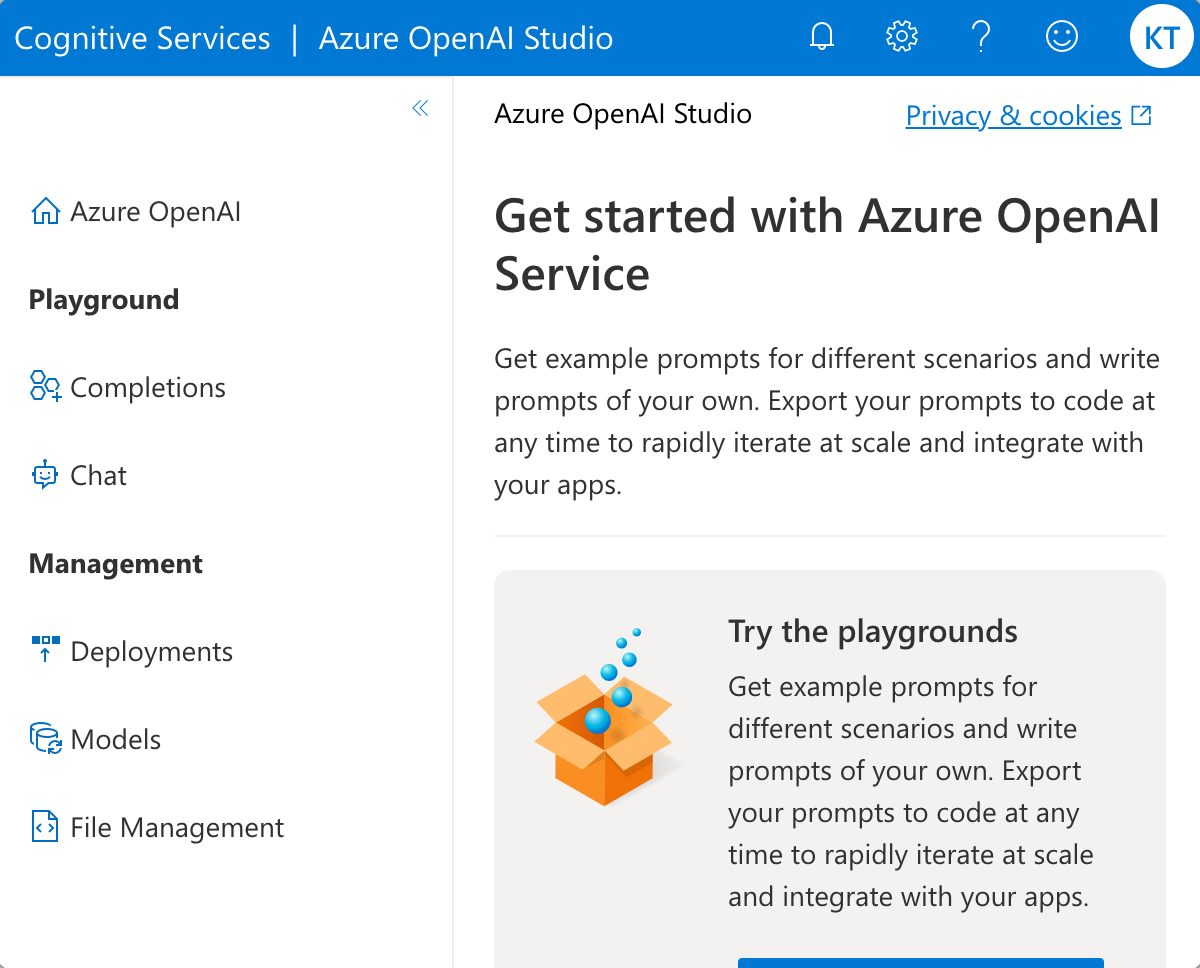 Cognitive Services | Azure OpenAI Studio
KT
Azure OpenAI
Playground
Completions
Chat
Management
Deployments
Models
File Management
Azure OpenAI Studio
Privacy & cookies
Get started with Azure OpenAI
Service
Get example prompts for different scenarios and write
prompts of your own. Export your prompts to code at
any time to rapidly iterate at scale and integrate with
your apps.
Try the playgrounds
Get example prompts for
different scenarios and write
prompts of your own. Export
your prompts to code at any
time to rapidly iterate at scale
and integrate with your apps.